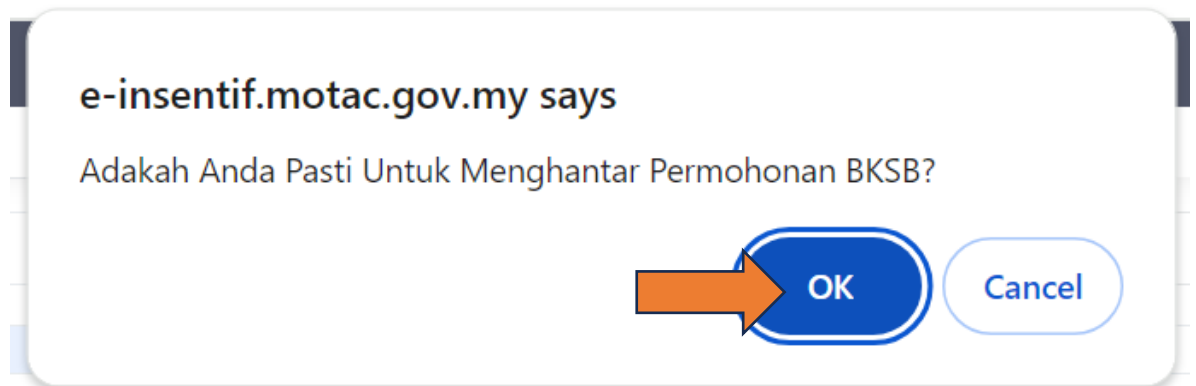 e-insentif.motac.gov.my says
Adakah Anda Pasti Untuk Menghantar Permohonan BKSB?
OK
Cancel